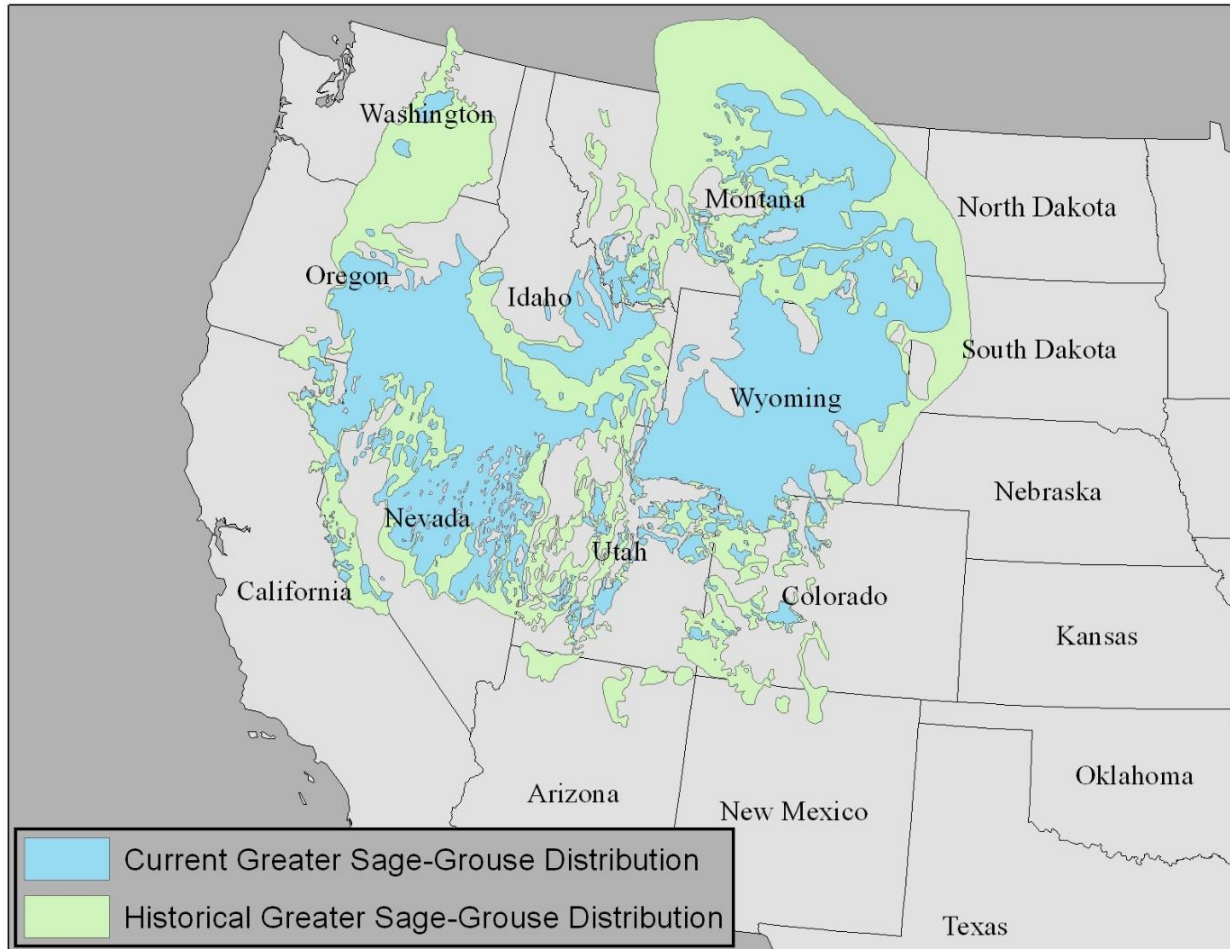 Washington
Montana
North Dakota
Oregon
Idaho
South Dakota
Wyoming
Nebraska
Nevada
Utah
California
Colorado
Kansas
Oklahoma
Arizona
New Mexico
Texas
Current Greater Sage-Grouse Distribution
Historical Greater Sage-Grouse Distribution